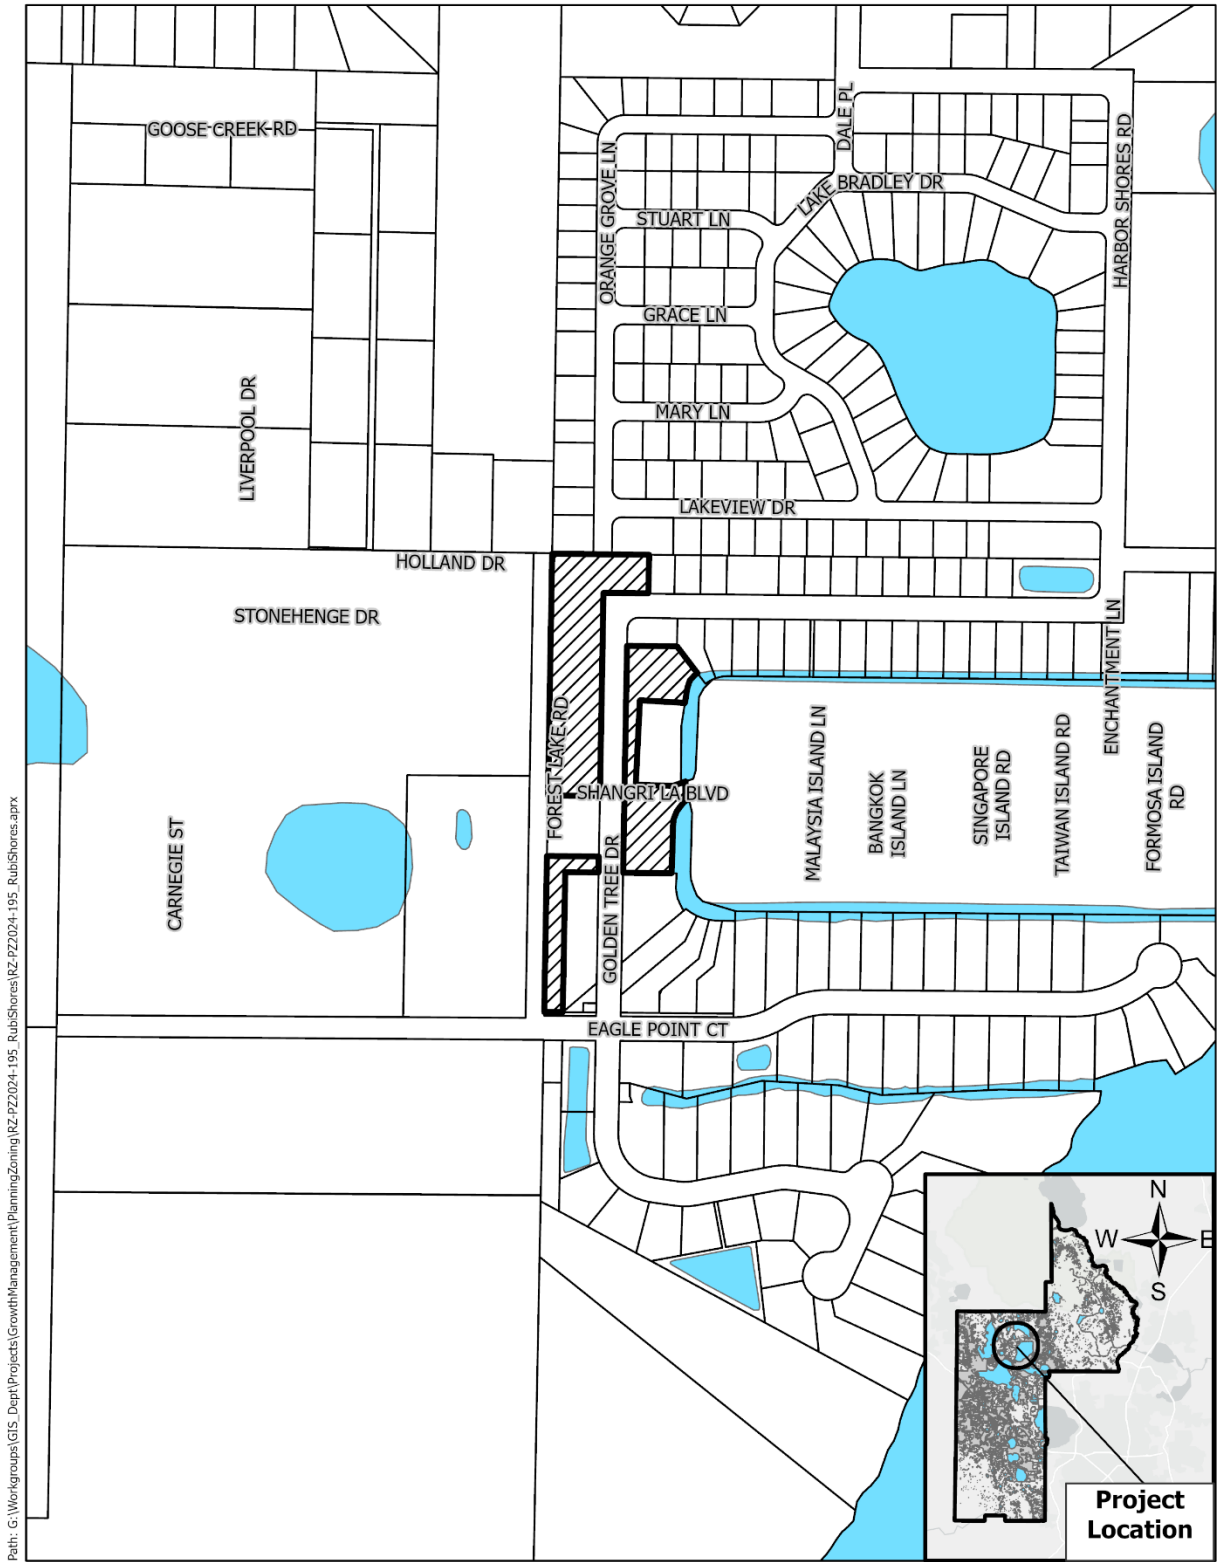 GOOSE CREEK RD
DALE PL
ORANGE GROVE LN
LAKE BRADLEY DR
HARBOR SHORES RD
STUART LN
GRACE LN
LIVERPOOL DR
MARY LN
LAKEVIEW DR
HOLLAND DR
STONEHENGE DR
ENCHANTMENT LN
FOREST LAKE RD
SHANGRI LA BLVD
MALAYSIA ISLAND LN
BANGKOK
ISLAND LN
SINGAPORE
ISLAND RD
TAIWAN ISLAND RD
FORMOSA ISLAND
RD
CARNEGIE ST
GOLDEN TREE DR
EAGLE POINT CT
N
W
E
S
Project
Location
Path: G:\Workgroups\GIS_Dept\Projects\GrowthManagement\PlanningZoning\RZ-PZ2024-195_RubiShores\RZ-PZ2024-195_RubiShores.aprx